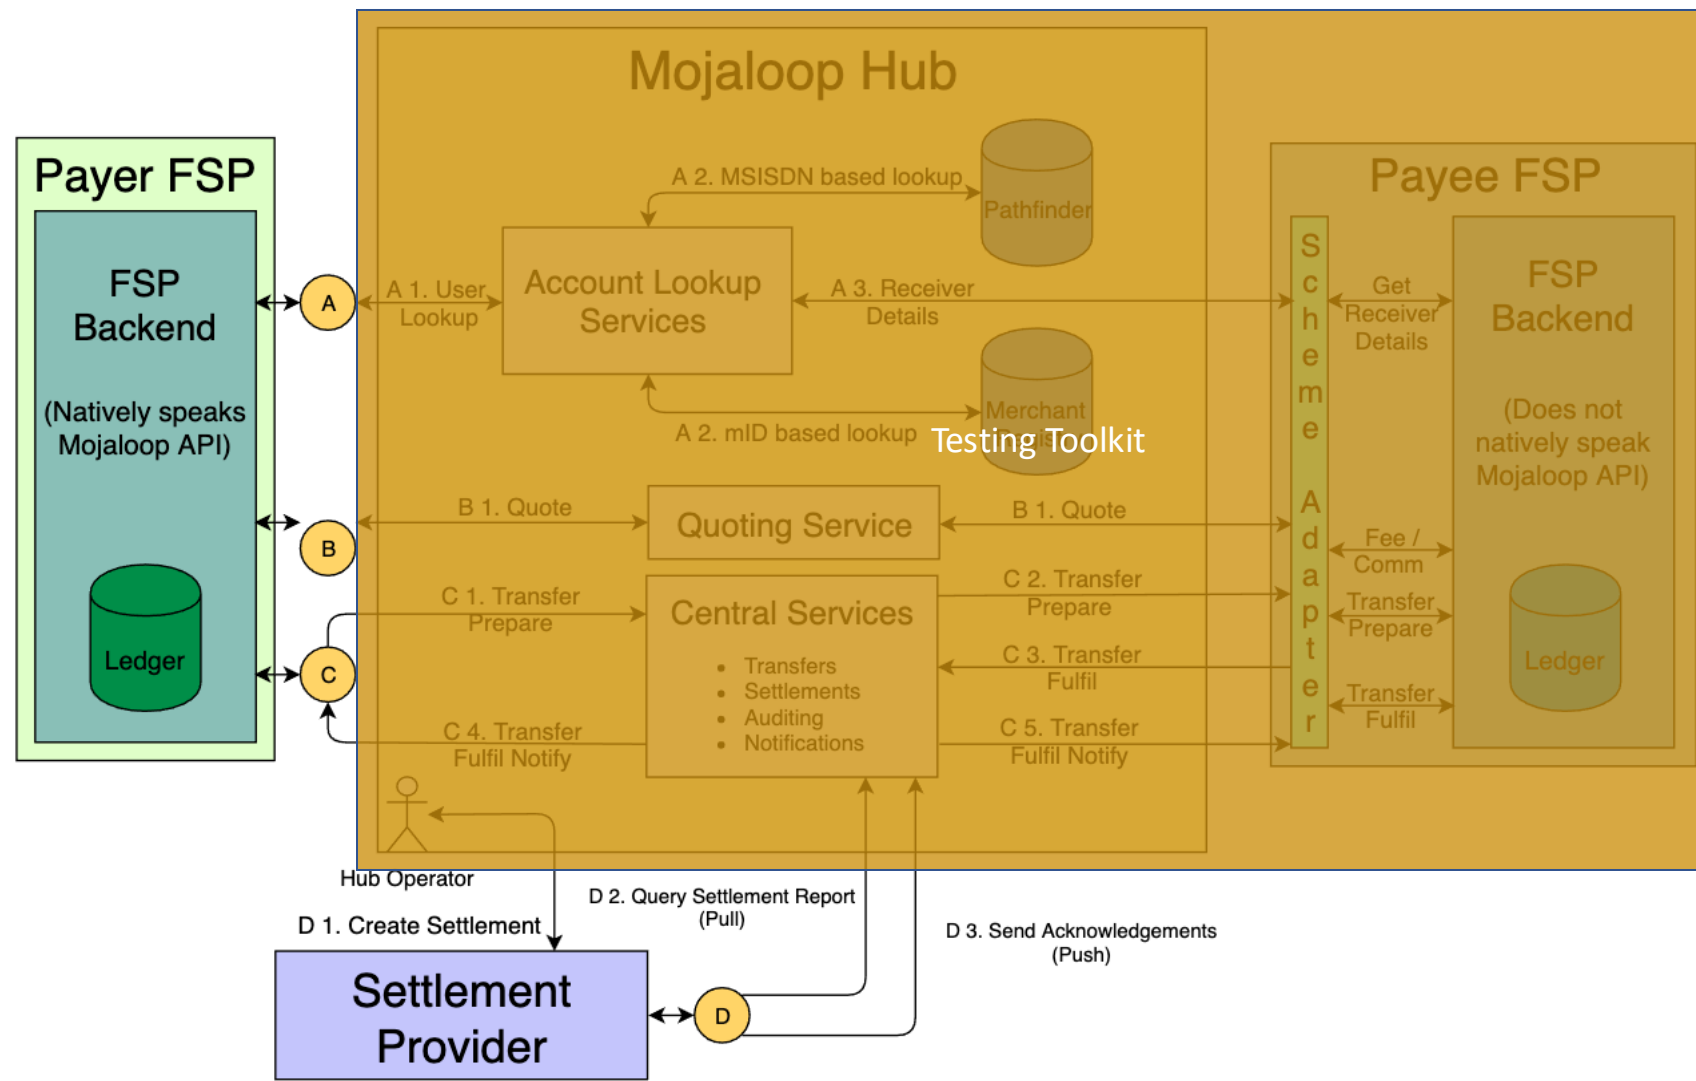 Mojaloop Hub
Payer FSP
FSP
Backend
(Natively speaks
Mojaloop API)
Ledger
A
B
C
A 1. User
Lookup
A 2. MSISDN based lookup
Pathfinder
Account Lookup
Services
A 3. Receiver
Details
Merchant
A 2. mID based lookup
Testing Toolkit
B 1. Quote
Quoting Service
B 1. Quote
C 1. Transfer
Prepare
Central Services
• Transfers
• Settlements
• Auditing
• Notifications
C 2. Transfer
Prepare
C 3. Transfer
Fulfil
C 4. Transfer
Fulfil Notify
C 5. Transfer
Fulfil Notify
Payee FSP
S
c
h
e
m
e
A
d
a
p
t
e
r
Get
Receiver
Details
Fee /
Comm
Transfer
Prepare
Transfer
Fulfil
FSP
Backend
(Does not
natively speak
Mojaloop API)
Ledger
Hub Operator
D 1. Create Settlement
D 2. Query Settlement Report
(Pull)
D 3. Send Acknowledgements
(Push)
Settlement
Provider
D